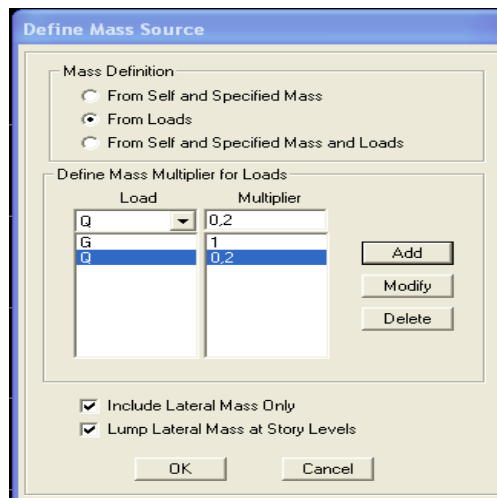 Define Mass Source
Mass Definition
From Self and Specified Mass
From Loads
From Self and Specified Mass and Loads
Define Mass Multiplier for Loads
Load Multiplier
Q 0,2
G 1
Q 0,2
Add
Modify
Delete
Include Lateral Mass Only
Lump Lateral Mass at Story Levels
OK Cancel